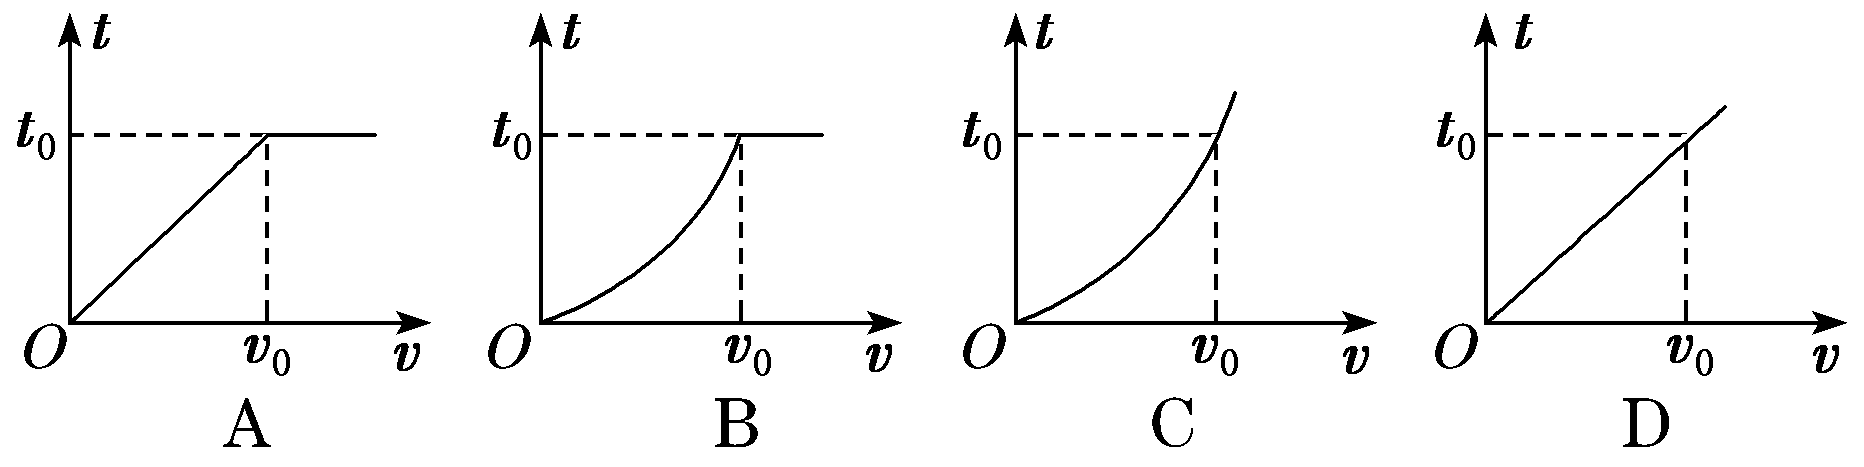 t t t t
t₀ t₀ t₀ t₀
O v₀ v O v₀ v O v₀ v O v₀ v
A B C D